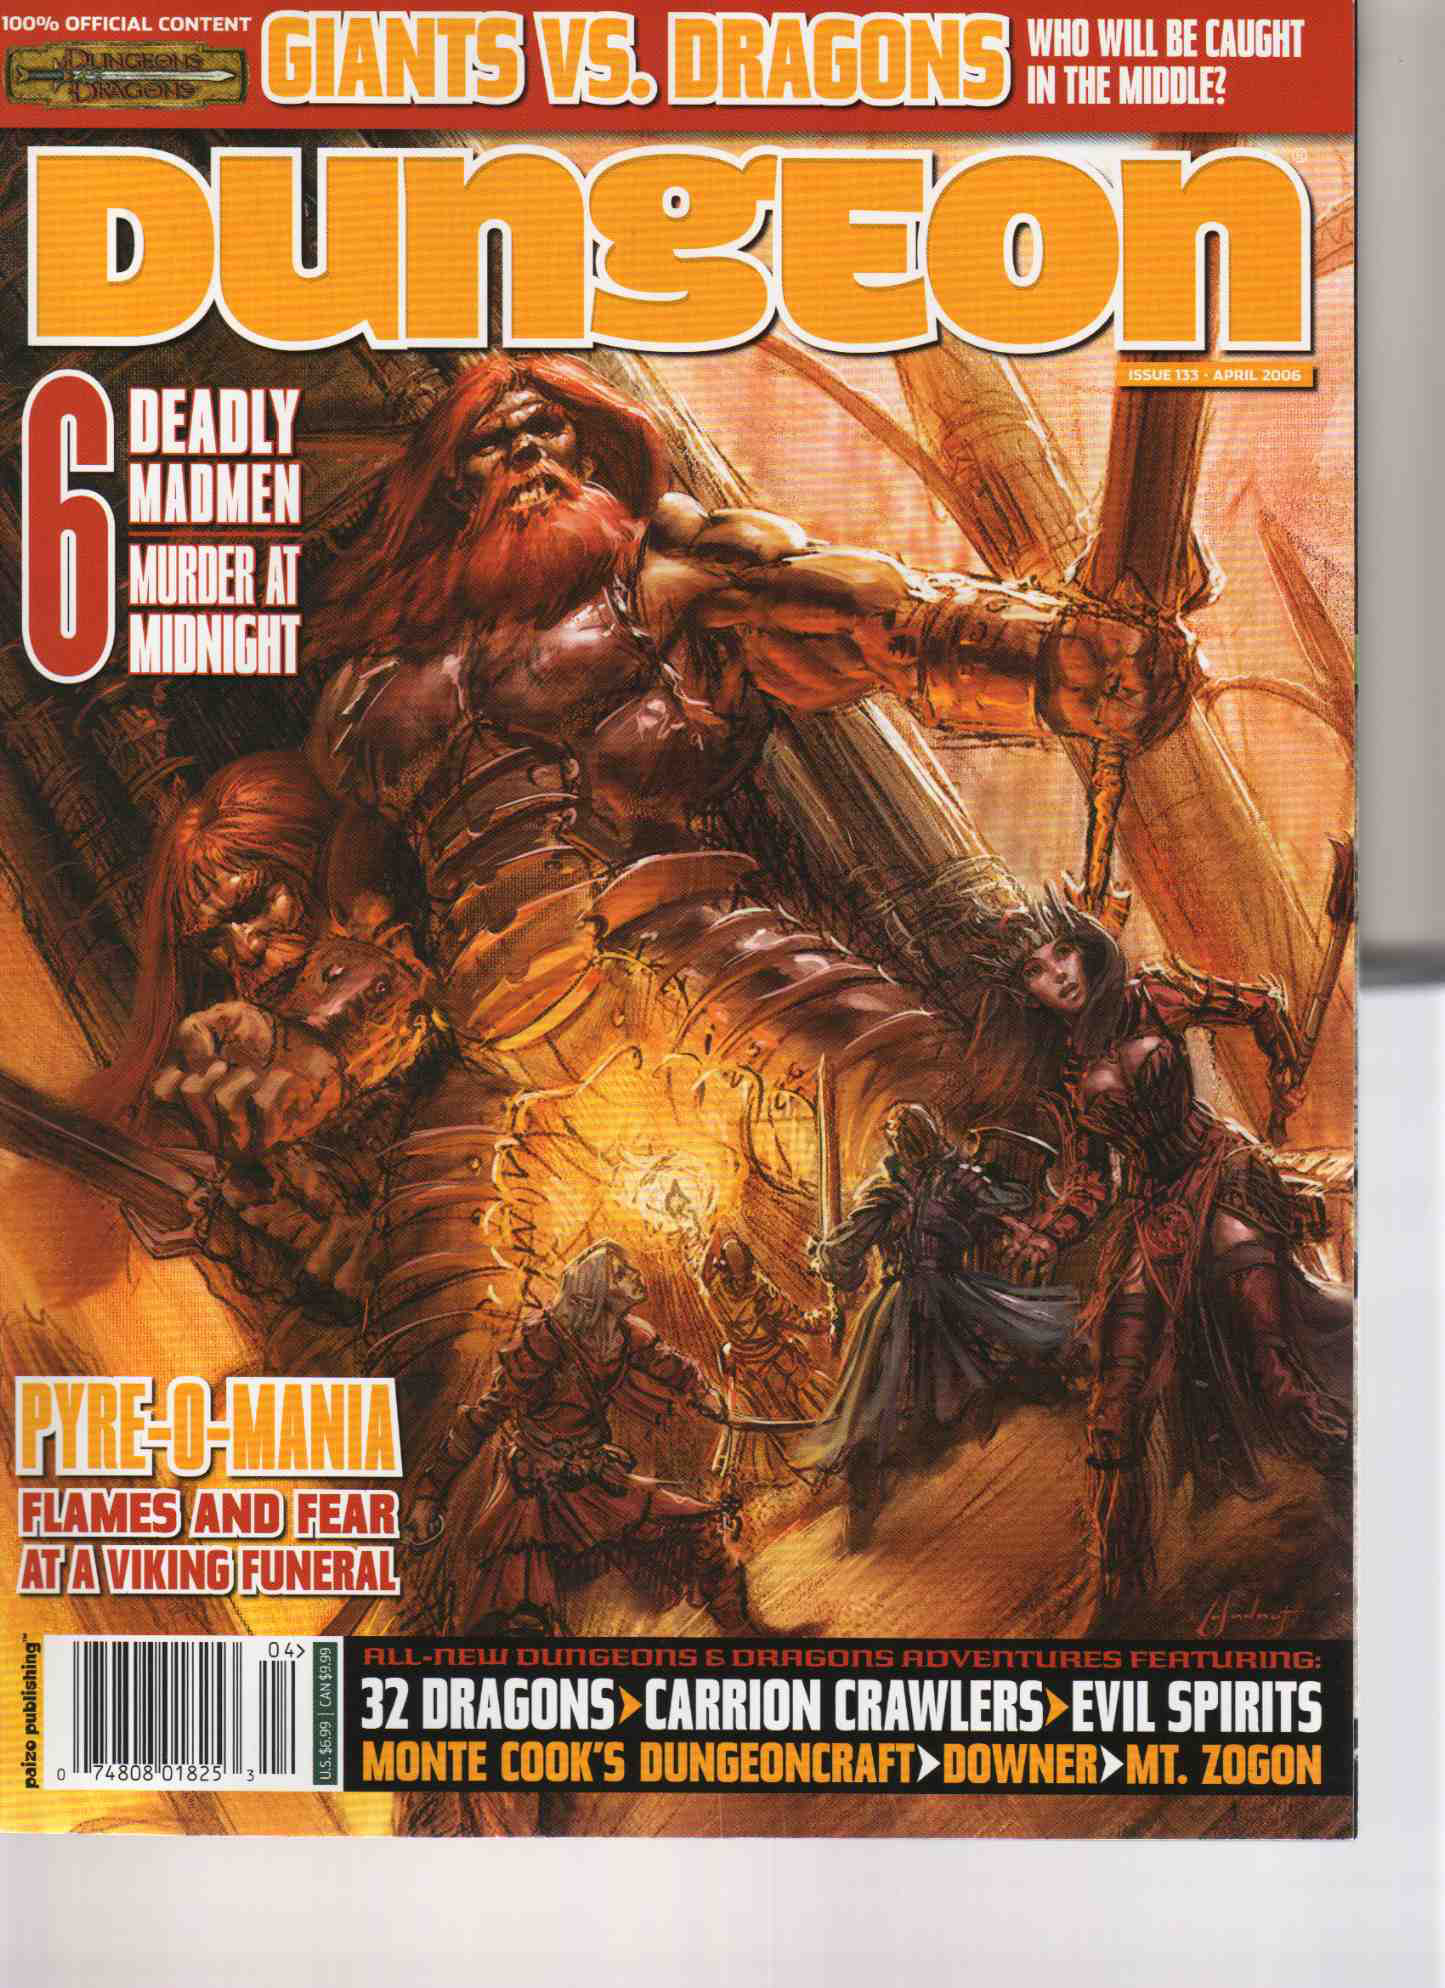 100% OFFICIAL CONTENT
DUNGEONS
DRAGONS
GIANTS VS. DRAGONS
WHO WILL BE CAUGHT
IN THE MIDDLE?
DUNGEON®
ISSUE 133 · APRIL 2006
6
DEADLY
MADMEN
MURDER AT
MIDNIGHT
PYRE-O-MANIA
FLAMES AND FEAR
AT A VIKING FUNERAL
paizo publishing™
04>
0 74808 01825 3
U.S. $6.99 | CAN $9.99
ALL-NEW DUNGEONS & DRAGONS ADVENTURES FEATURING:
32 DRAGONS>CARRION CRAWLERS>EVIL SPIRITS
MONTE COOK'S DUNGEONCRAFT>DOWNER>MT. ZOGON